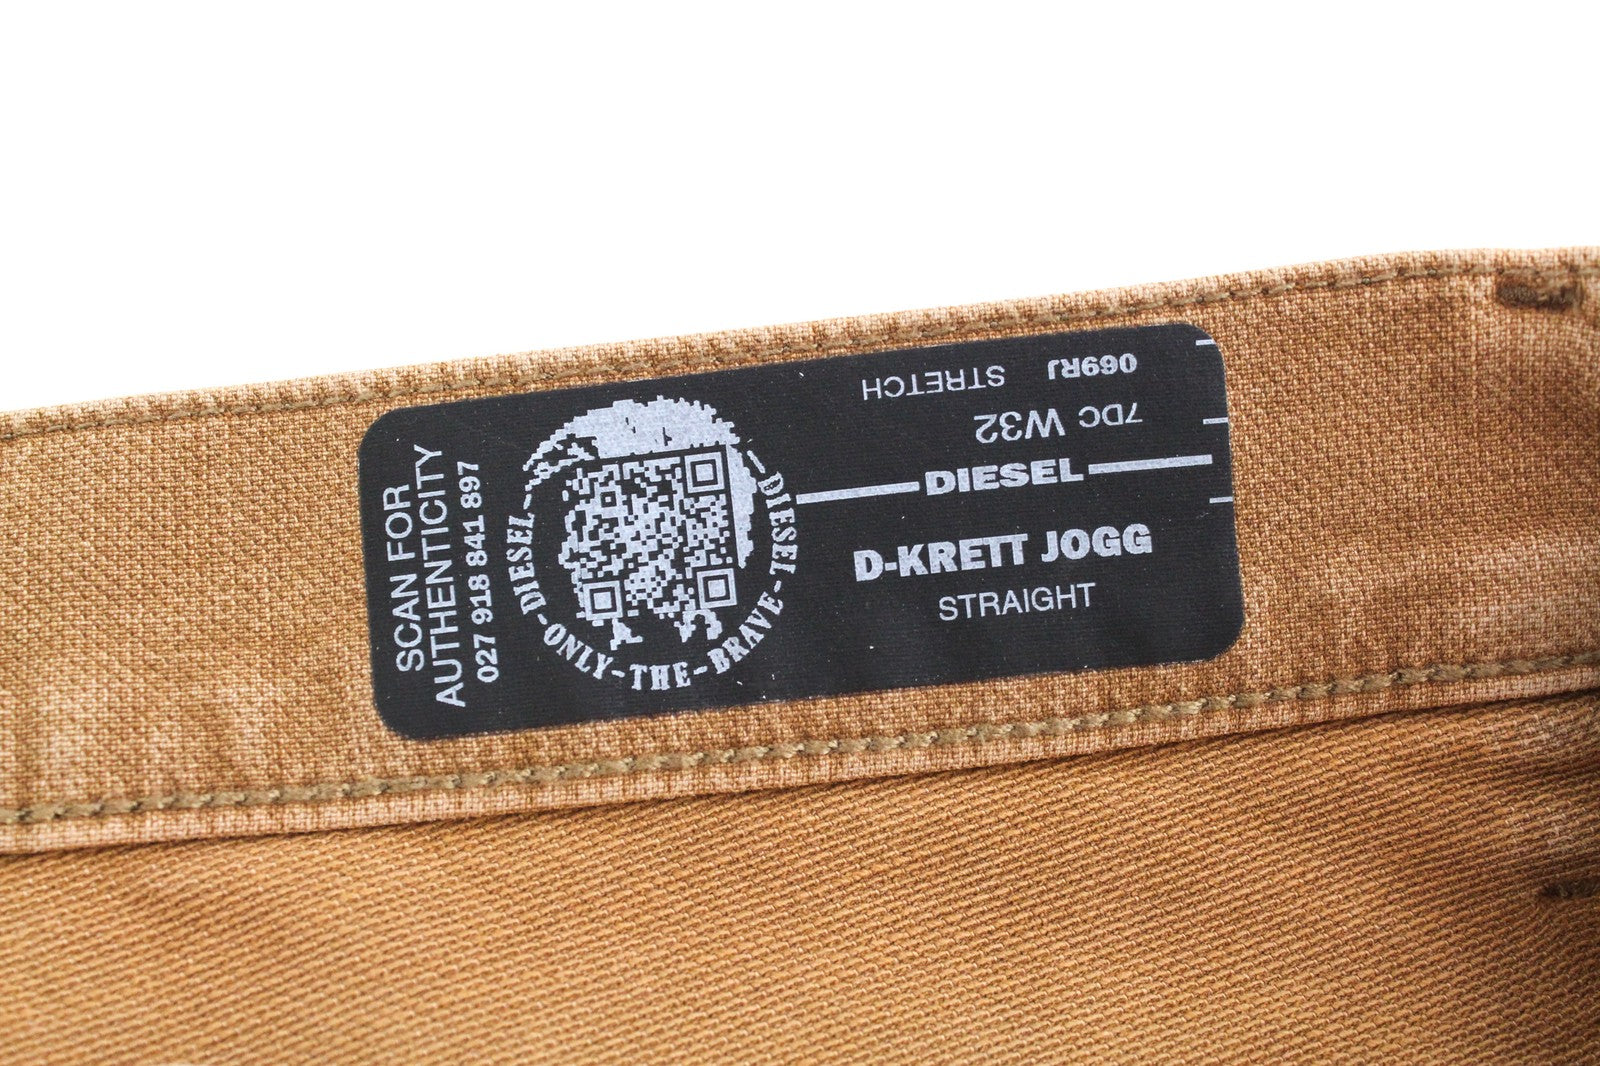 SCAN FOR
AUTHENTICITY
027 918 841 897
DIESEL-ONLY-THE-BRAVE-DIESEL
069RJ STRETCH
7DC W32
DIESEL
D-KRETT JOGG
STRAIGHT